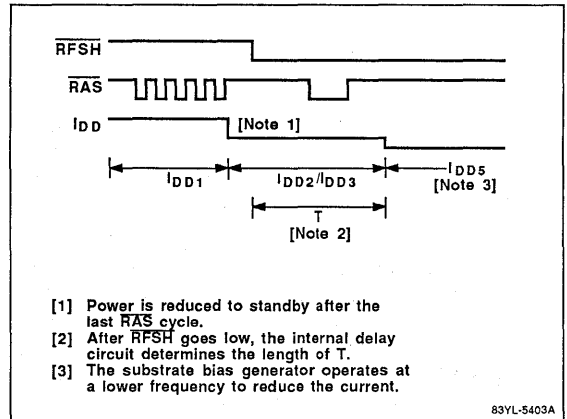 RFSH
RAS
IDD
[Note 1]
IDD1
IDD2/IDD3
IDD5
[Note 3]
T
[Note 2]
[1] Power is reduced to standby after the
last RAS cycle.
[2] After RFSH goes low, the internal delay
circuit determines the length of T.
[3] The substrate bias generator operates at
a lower frequency to reduce the current.
83YL-5403A